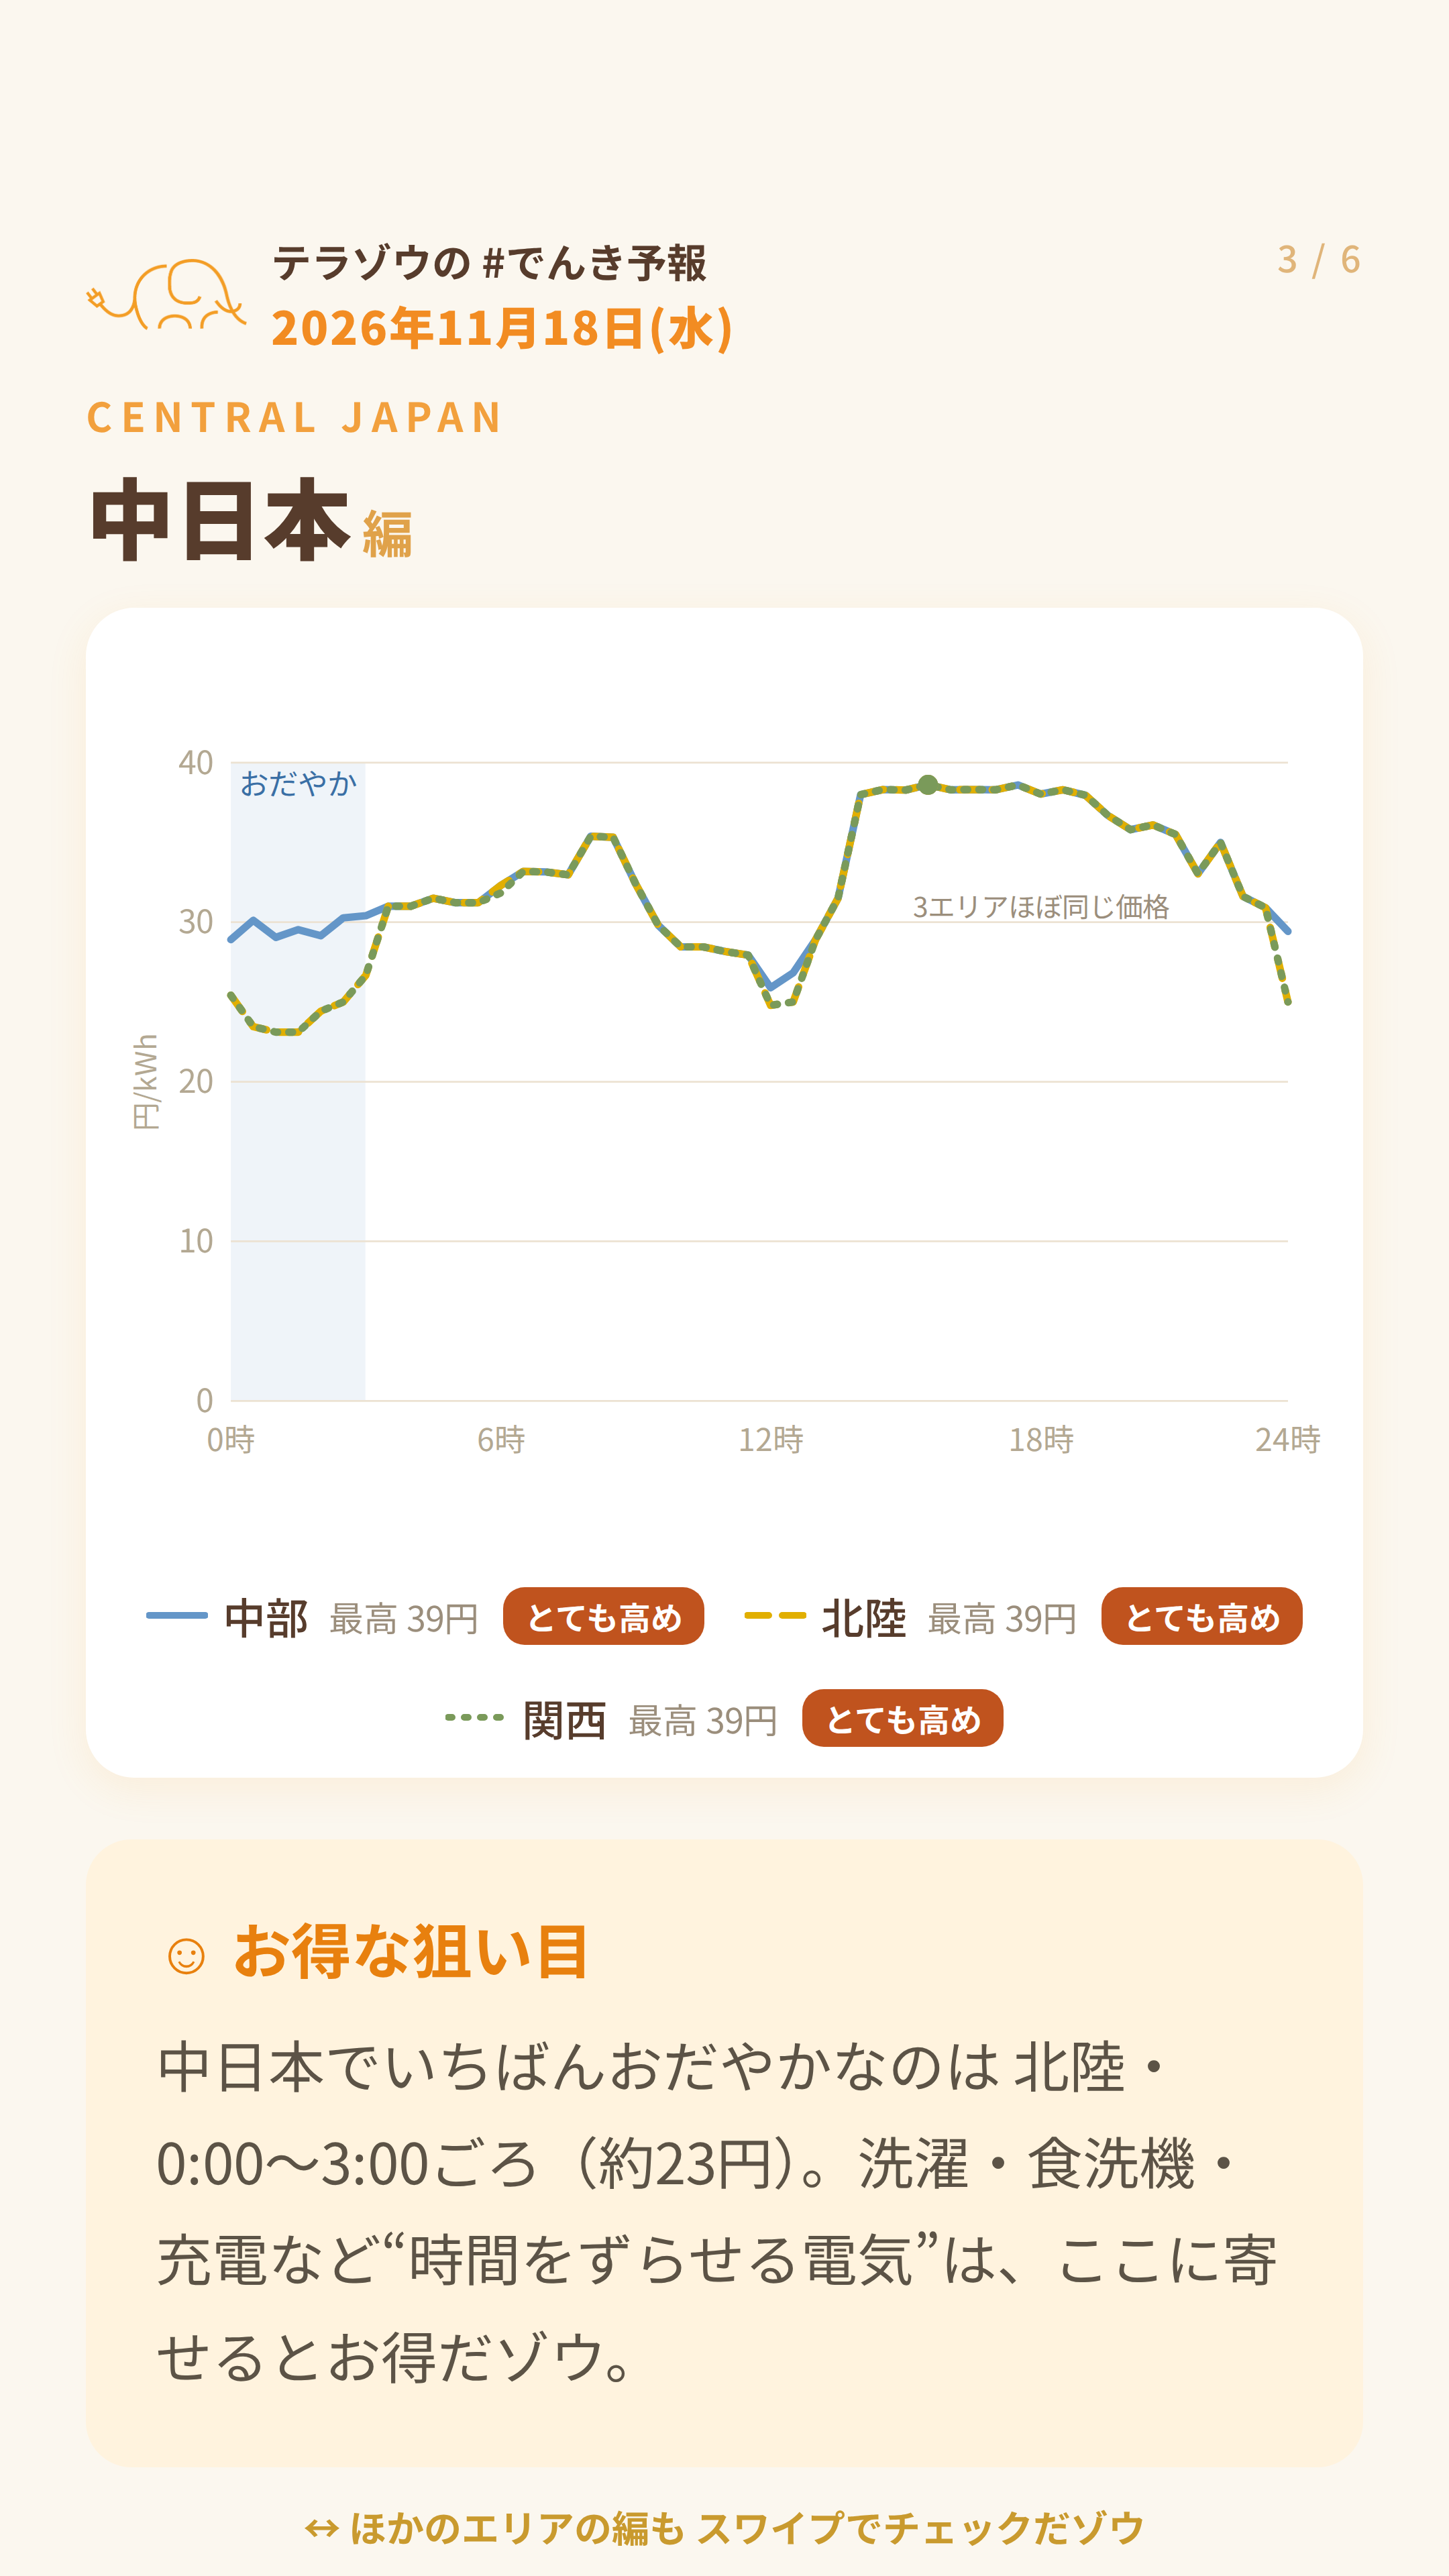 テラゾウの #でんき予報
2026年11月18日(水)
3 / 6
CENTRAL JAPAN
中日本 編
40
おだやか
30
3エリアほぼ同じ価格
20
円/kWh
10
0
0時 6時 12時 18時 24時
中部 最高 39円 とても高め 北陸 最高 39円 とても高め
関西 最高 39円 とても高め
☺ お得な狙い目
中日本でいちばんおだやかなのは 北陸・
0:00〜3:00ごろ（約23円）。洗濯・食洗機・
充電など“時間をずらせる電気”は、ここに寄
せるとお得だゾウ。
↔ ほかのエリアの編も スワイプでチェックだゾウ